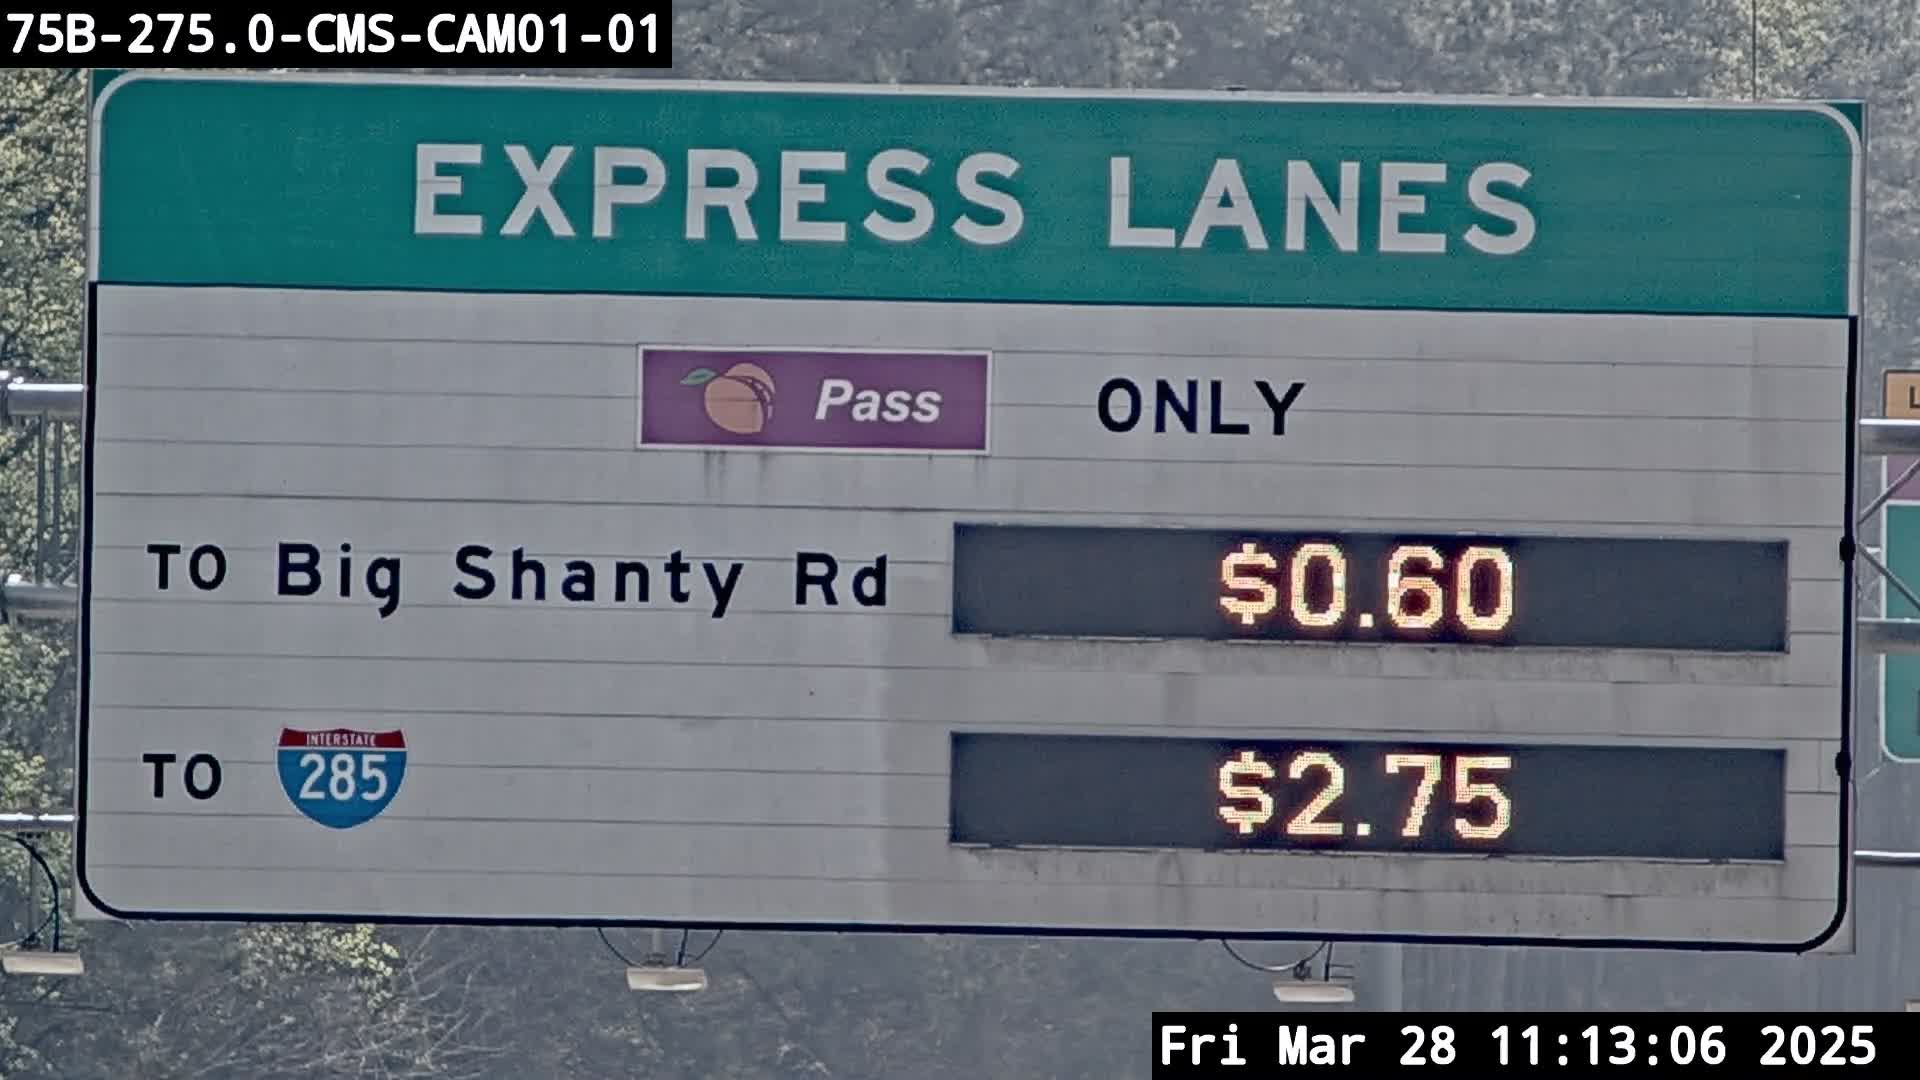 75B-275.0-CMS-CAM01-01
EXPRESS LANES
Pass ONLY
TO Big Shanty Rd $0.60
INTERSTATE
TO 285 $2.75
Fri Mar 28 11:13:06 2025